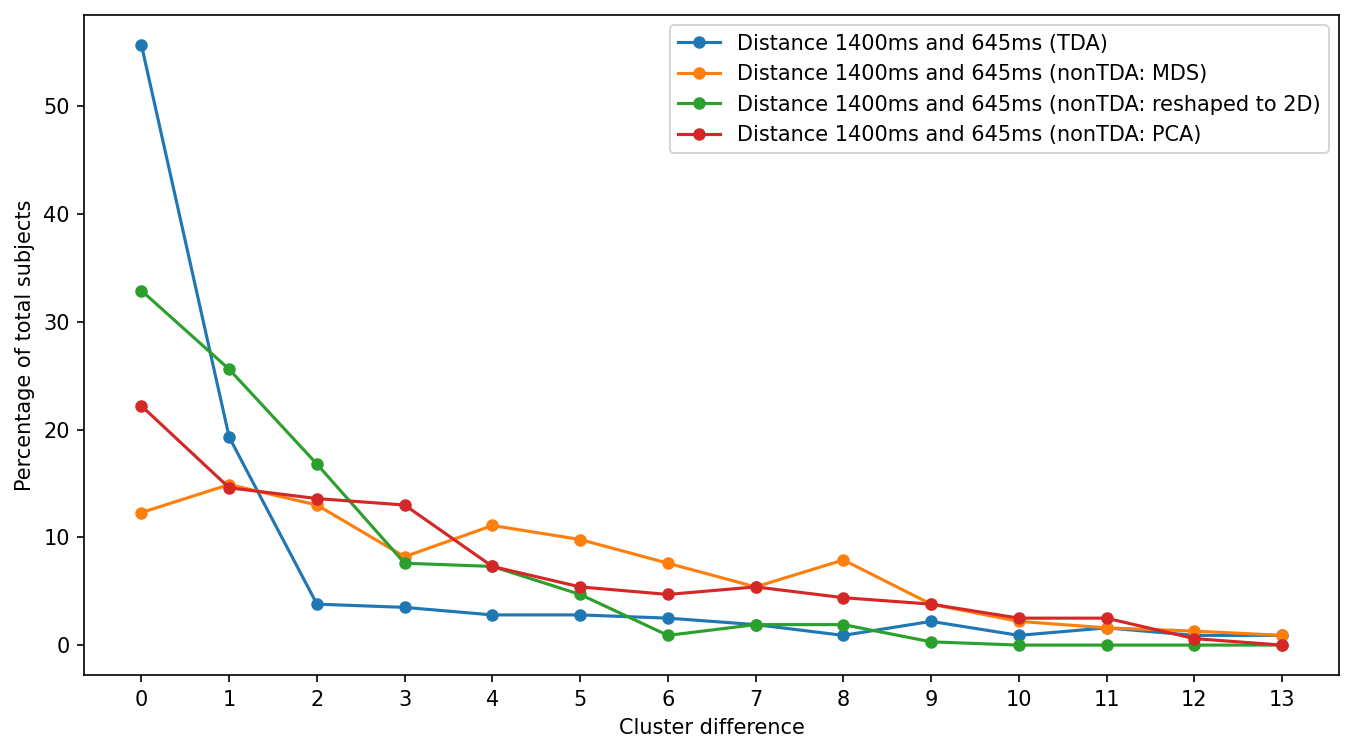 Distance 1400ms and 645ms (TDA)
Distance 1400ms and 645ms (nonTDA: MDS)
Distance 1400ms and 645ms (nonTDA: reshaped to 2D)
Distance 1400ms and 645ms (nonTDA: PCA)
Percentage of total subjects
50
40
30
20
10
0
0 1 2 3 4 5 6 7 8 9 10 11 12 13
Cluster difference